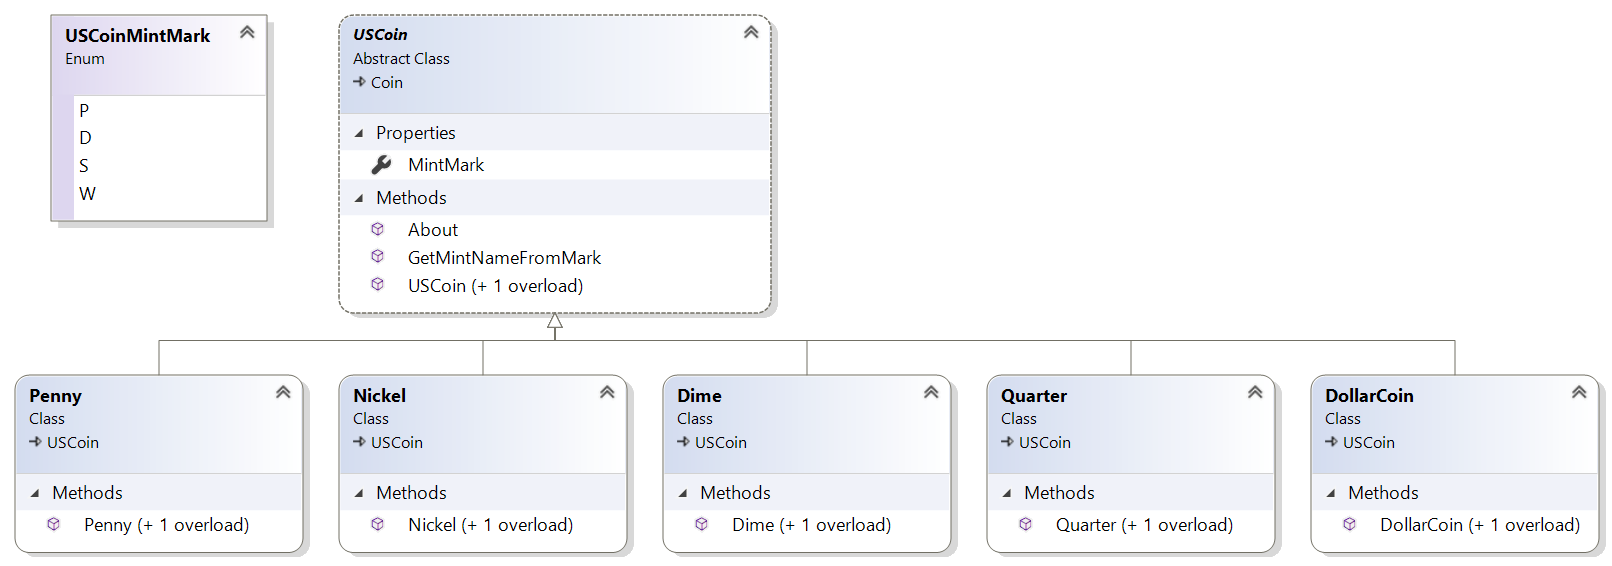 USCoinMintMark
Enum
P
D
S
W
USCoin
Abstract Class
Coin
Properties
MintMark
Methods
About
GetMintNameFromMark
USCoin (+ 1 overload)
Penny
Class
USCoin
Methods
Penny (+ 1 overload)
Nickel
Class
USCoin
Methods
Nickel (+ 1 overload)
Dime
Class
USCoin
Methods
Dime (+ 1 overload)
Quarter
Class
USCoin
Methods
Quarter (+ 1 overload)
DollarCoin
Class
USCoin
Methods
DollarCoin (+ 1 overload)